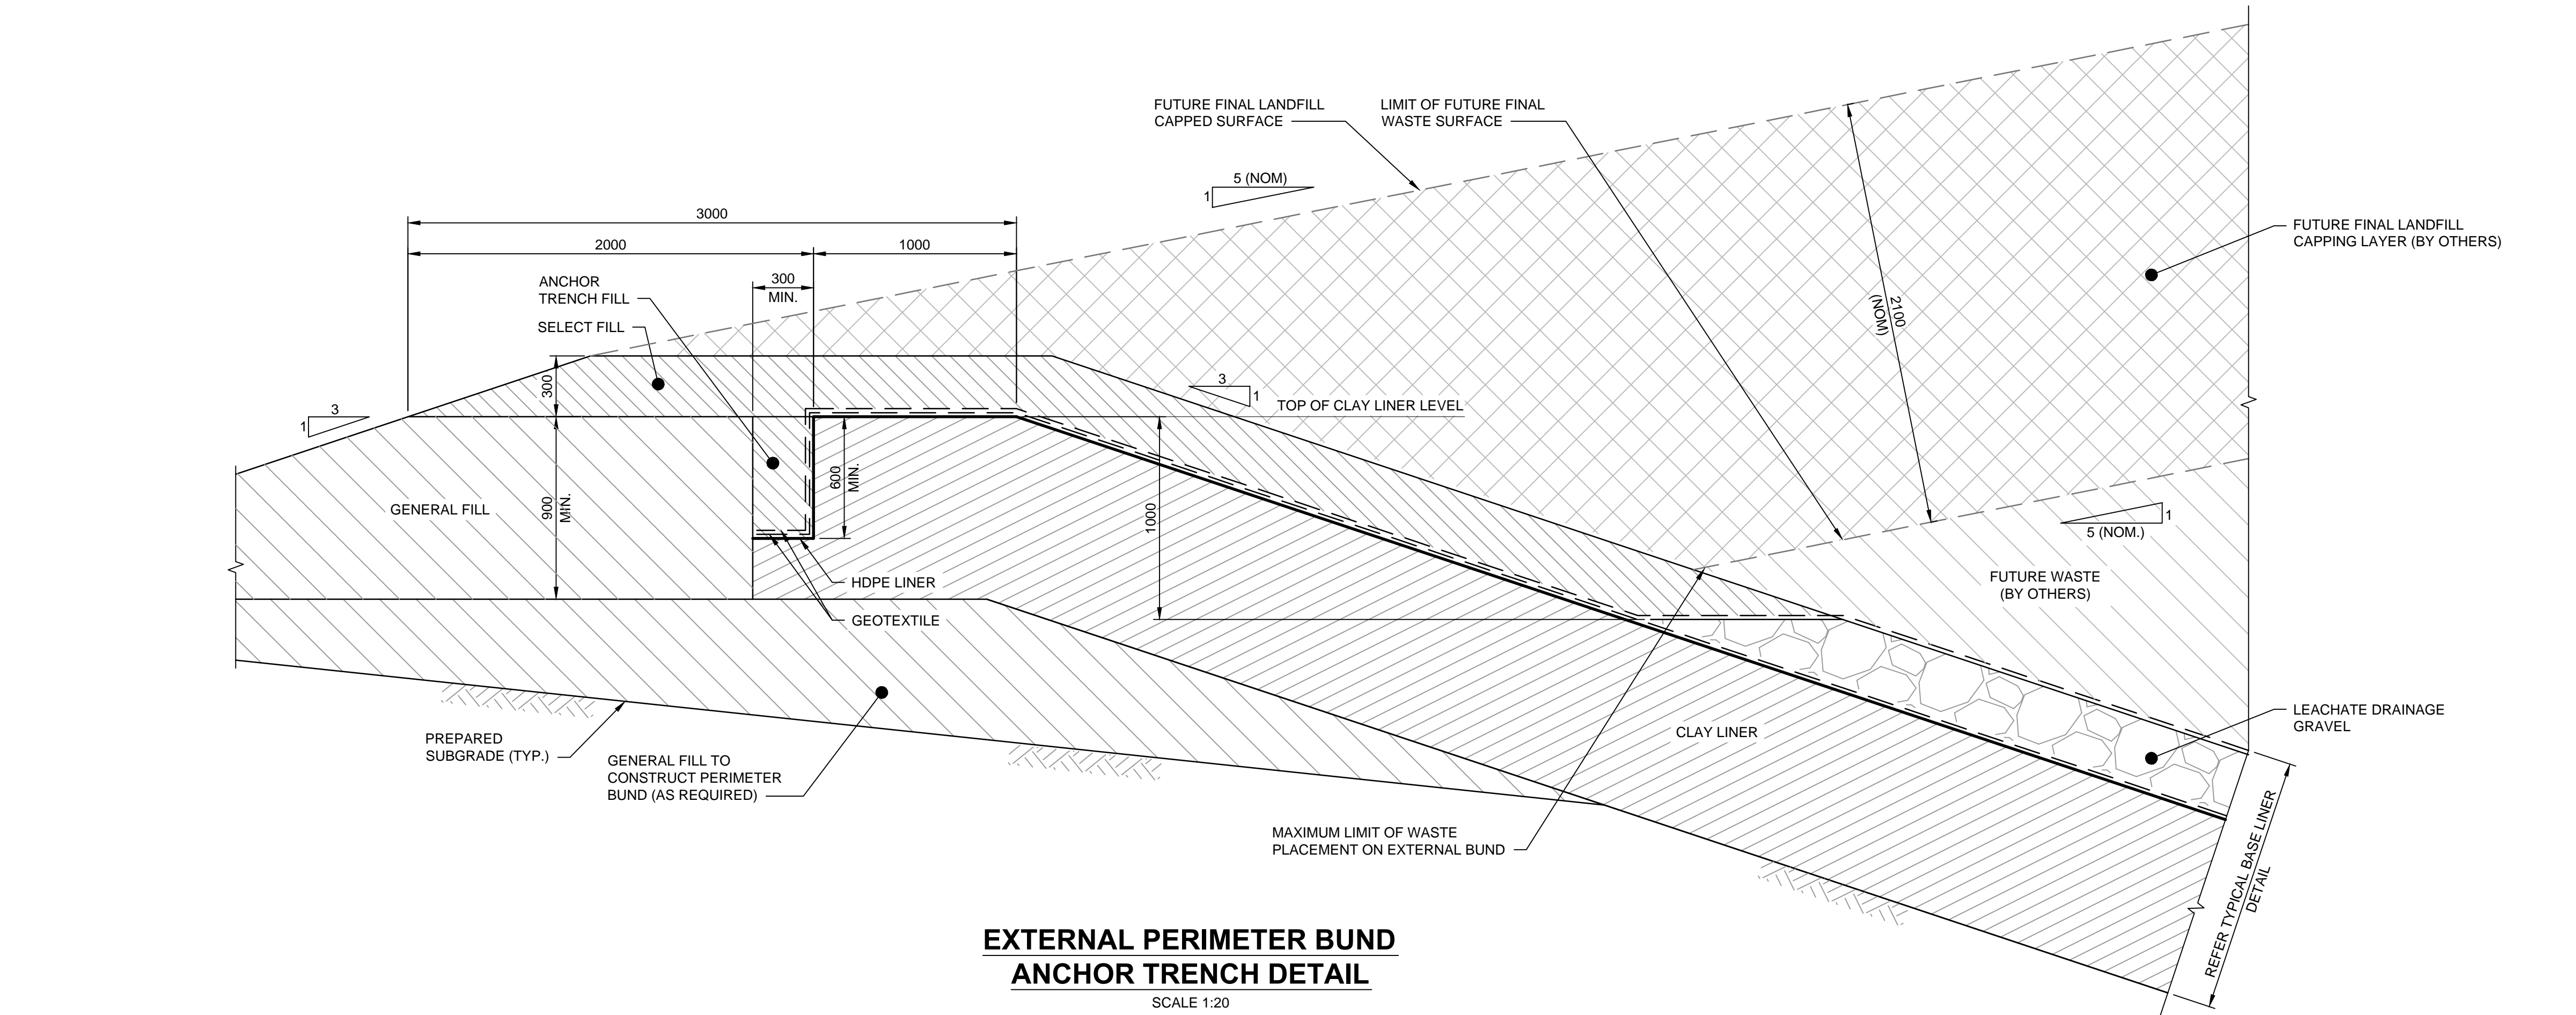 FUTURE FINAL LANDFILL
CAPPED SURFACE
LIMIT OF FUTURE FINAL
WASTE SURFACE
5 (NOM)
1
3000
2000
1000
300
MIN.
ANCHOR
TRENCH FILL
SELECT FILL
FUTURE FINAL LANDFILL
CAPPING LAYER (BY OTHERS)
2100
(NOM)
3
1
300
3
1
TOP OF CLAY LINER LEVEL
600
MIN.
900
MIN.
GENERAL FILL
1000
1
5 (NOM.)
HDPE LINER
GEOTEXTILE
FUTURE WASTE
(BY OTHERS)
PREPARED
SUBGRADE (TYP.)
GENERAL FILL TO
CONSTRUCT PERIMETER
BUND (AS REQUIRED)
CLAY LINER
LEACHATE DRAINAGE
GRAVEL
MAXIMUM LIMIT OF WASTE
PLACEMENT ON EXTERNAL BUND
REFER TYPICAL BASE LINER
DETAIL
EXTERNAL PERIMETER BUND
ANCHOR TRENCH DETAIL
SCALE 1:20